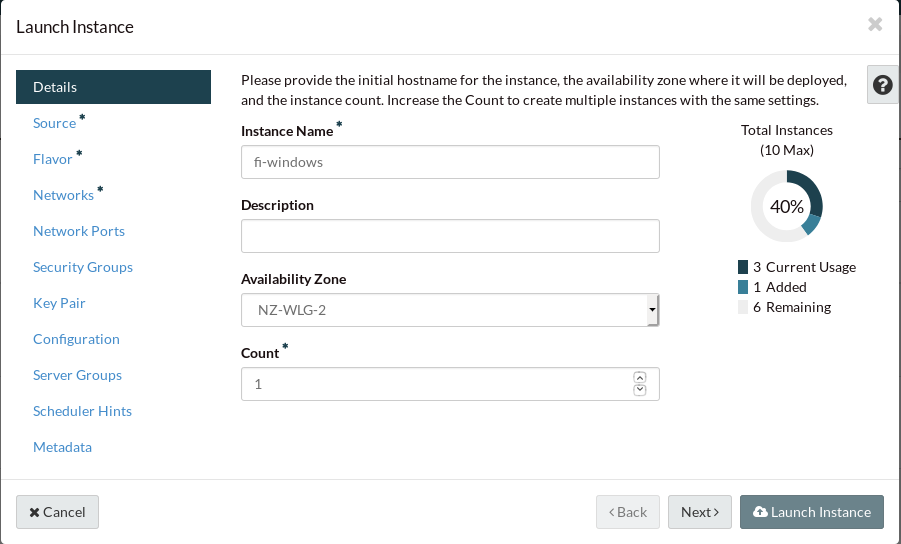 Launch Instance
Details
Source *
Flavor *
Networks *
Network Ports
Security Groups
Key Pair
Configuration
Server Groups
Scheduler Hints
Metadata
Please provide the initial hostname for the instance, the availability zone where it will be deployed,
and the instance count. Increase the Count to create multiple instances with the same settings.
Instance Name *
fi-windows
Description
Availability Zone
NZ-WLG-2
Count *
1
Total Instances
(10 Max)
40%
3 Current Usage
1 Added
6 Remaining
Cancel
Back
Next
Launch Instance